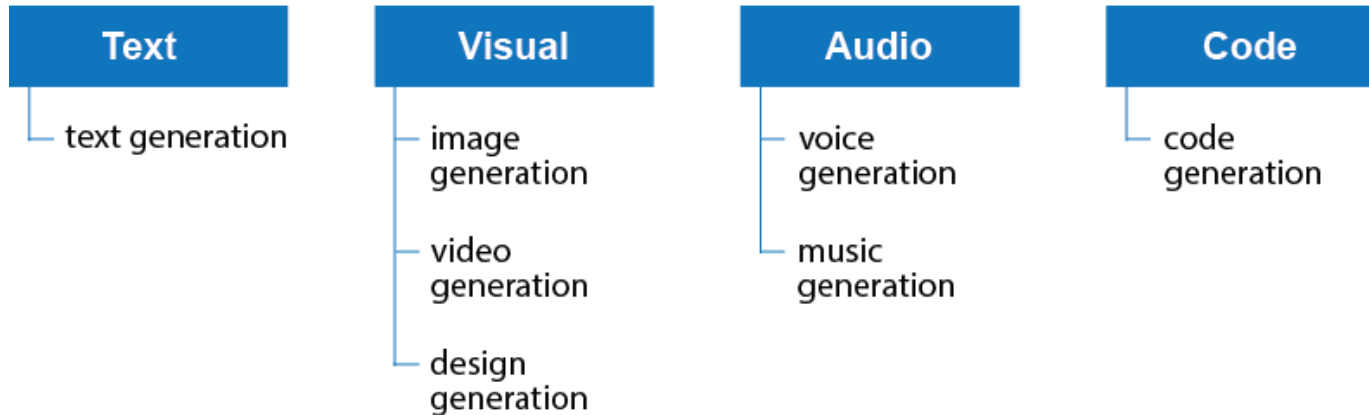 Text
text generation
Visual
image
generation
video
generation
design
generation
Audio
voice
generation
music
generation
Code
code
generation